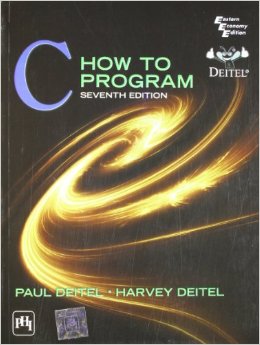 Eastern
Economy
Edition
DEITEL®
C HOW TO
PROGRAM
SEVENTH EDITION
PAUL DEITEL • HARVEY DEITEL
PHI